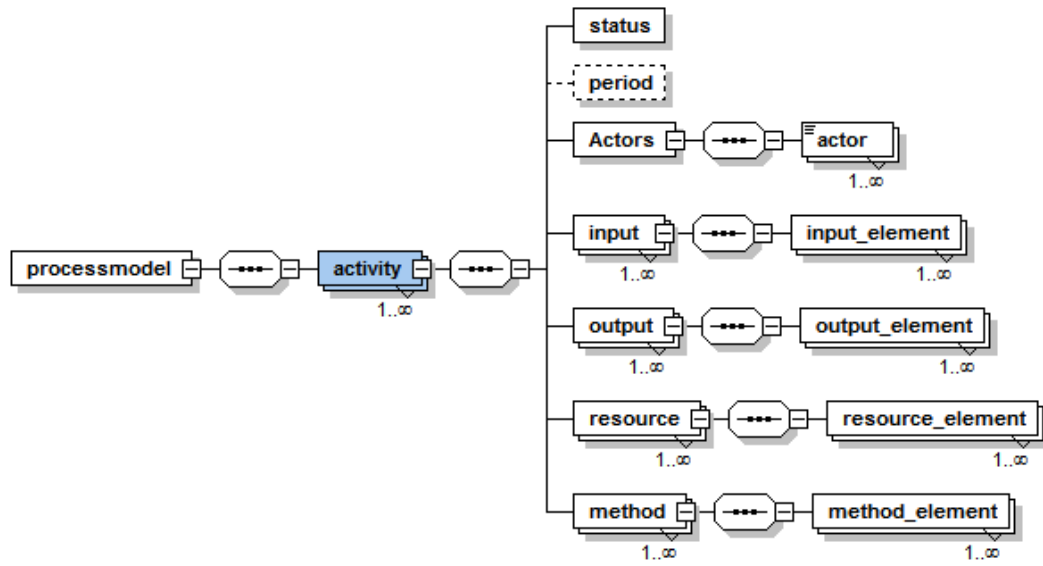 status
period
Actors
actor
1..∞
input
input_element
1..∞
1..∞
processmodel
activity
1..∞
output
output_element
1..∞
1..∞
resource
resource_element
1..∞
1..∞
method
method_element
1..∞
1..∞